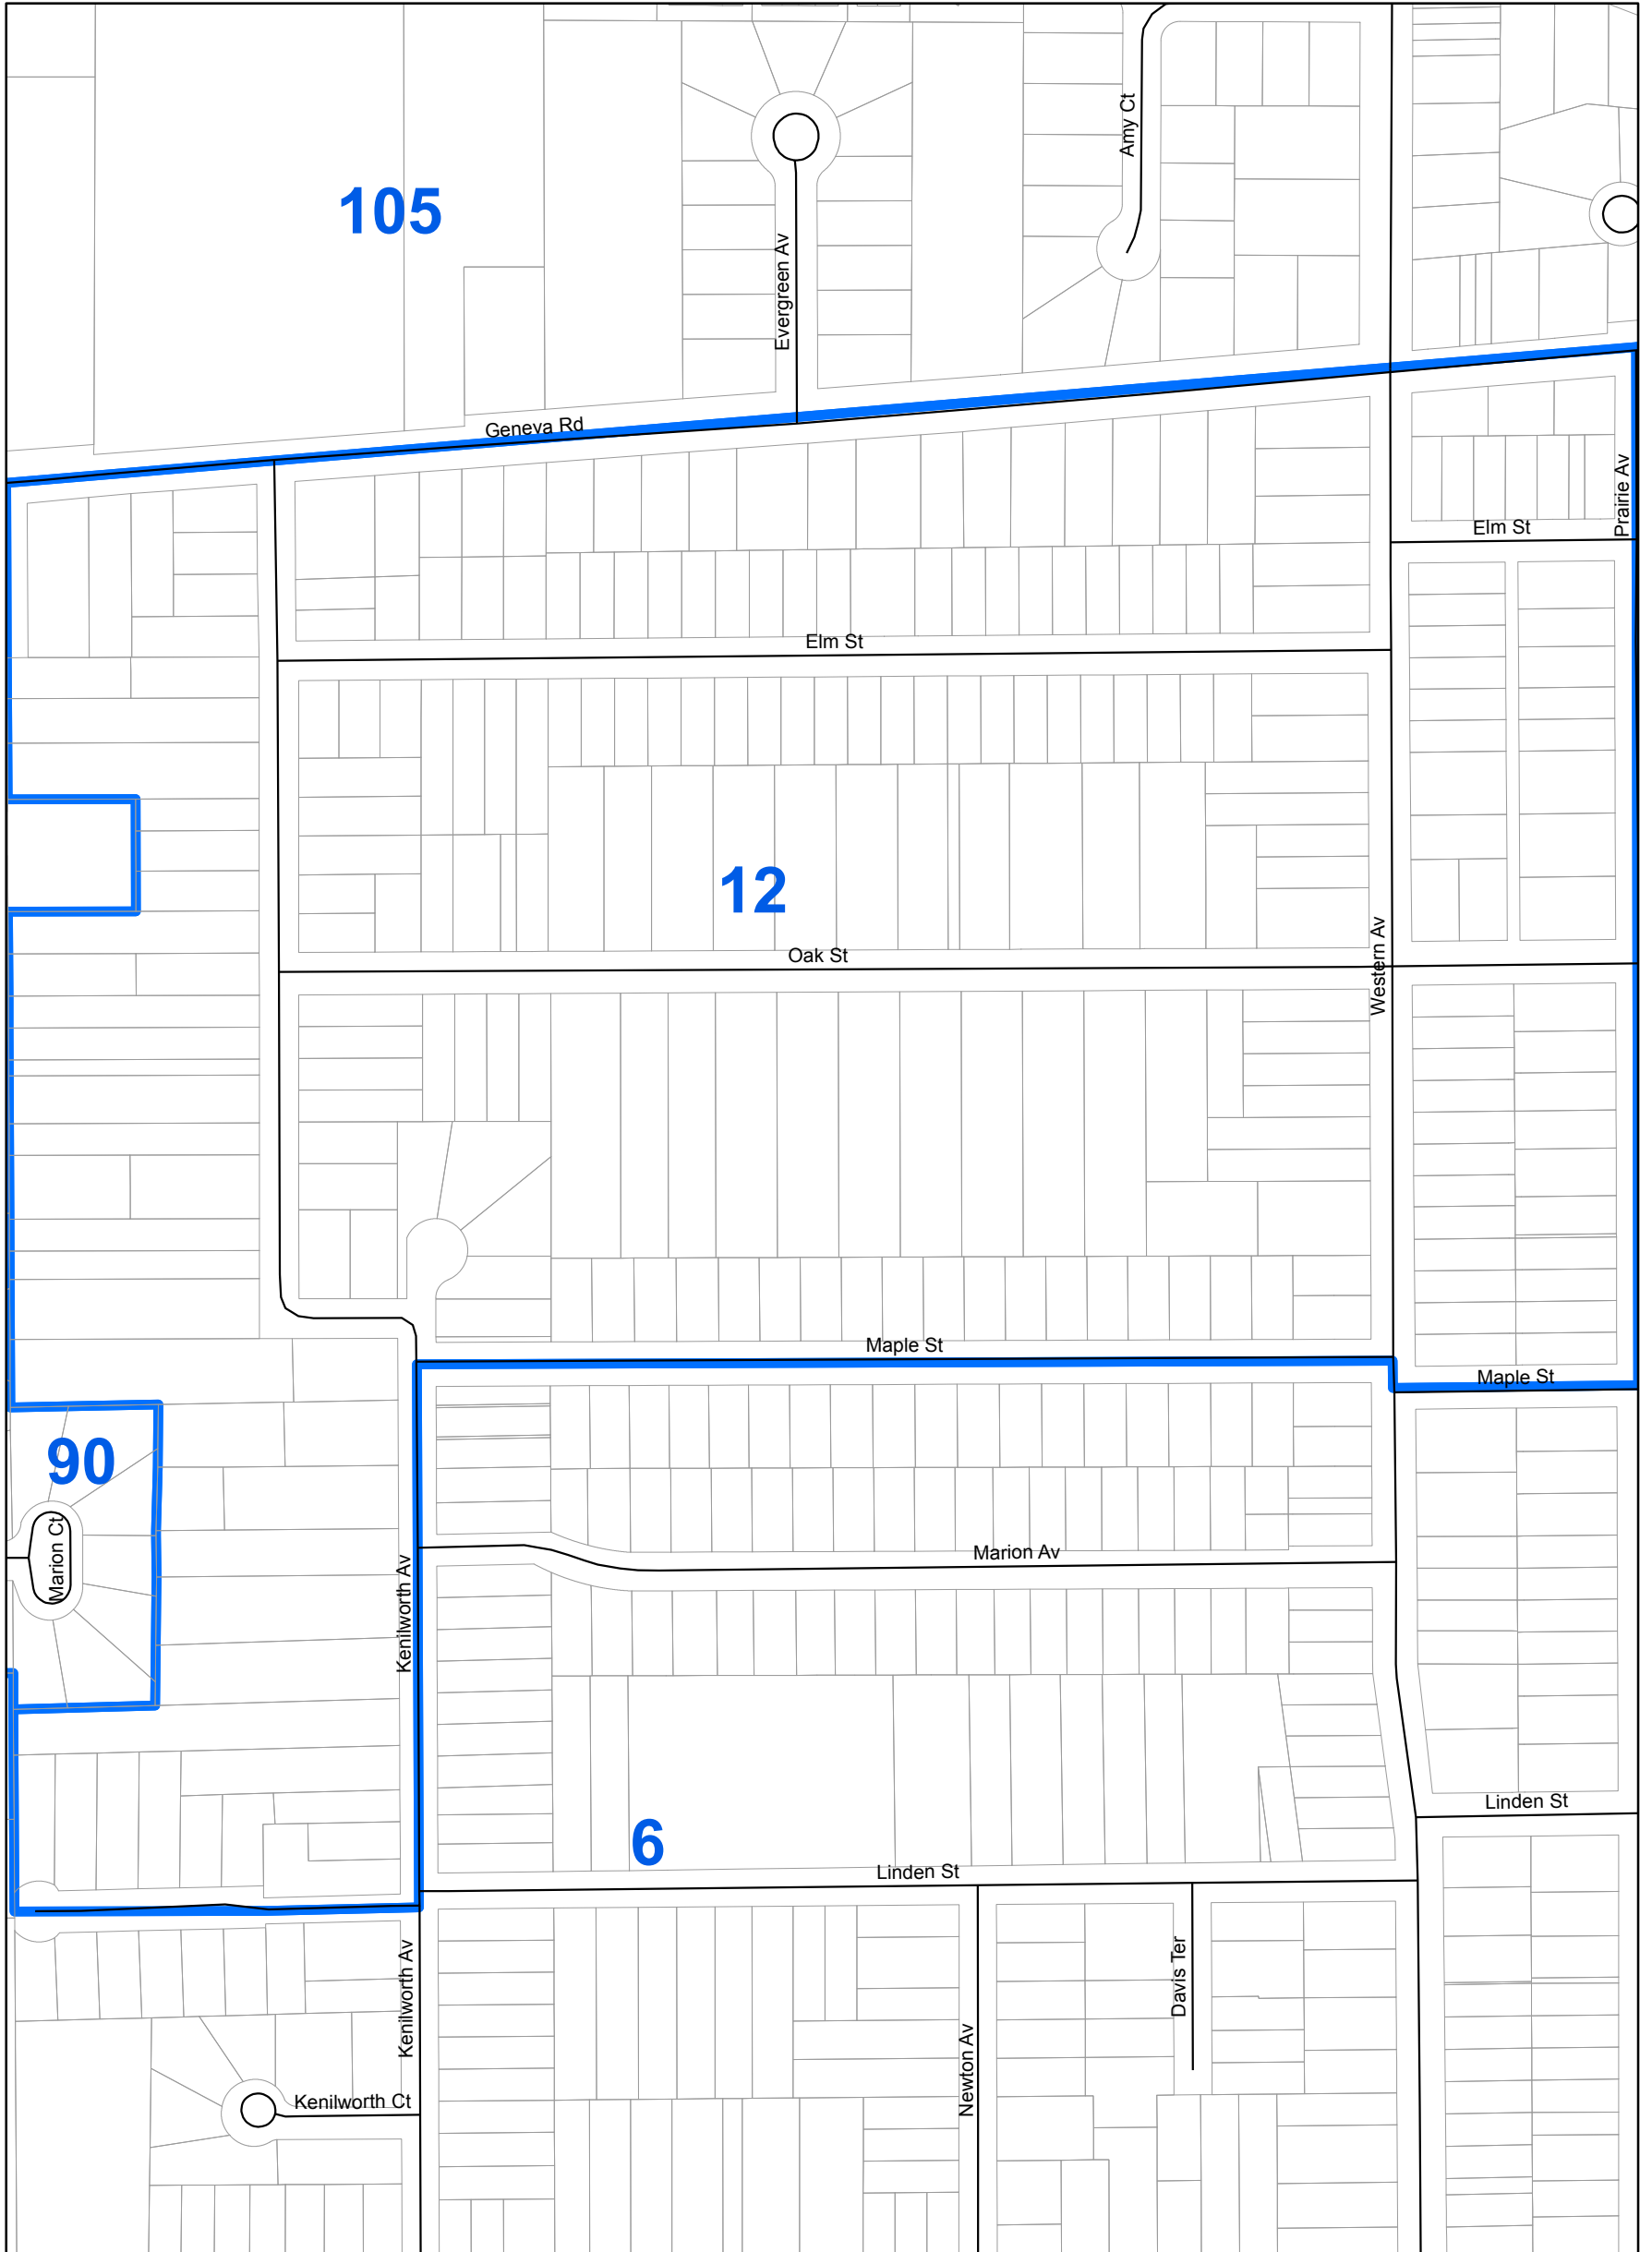 Amy Ct
105
Evergreen Av
Geneva Rd
Prairie Av
Elm St
Elm St
12
Western Av
Oak St
Maple St
Maple St
90
Marion Ct
Marion Av
Kenilworth Av
Linden St
6
Linden St
Davis Ter
Kenilworth Av
Newton Av
Kenilworth Ct